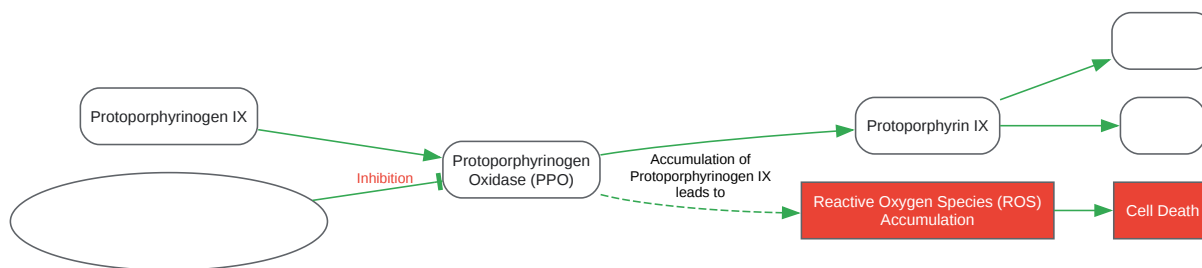 Protoporphyrinogen IX
Inhibition
Protoporphyrinogen
Oxidase (PPO)
Accumulation of
Protoporphyrinogen IX
leads to
Protoporphyrin IX
Reactive Oxygen Species (ROS)
Accumulation
Cell Death